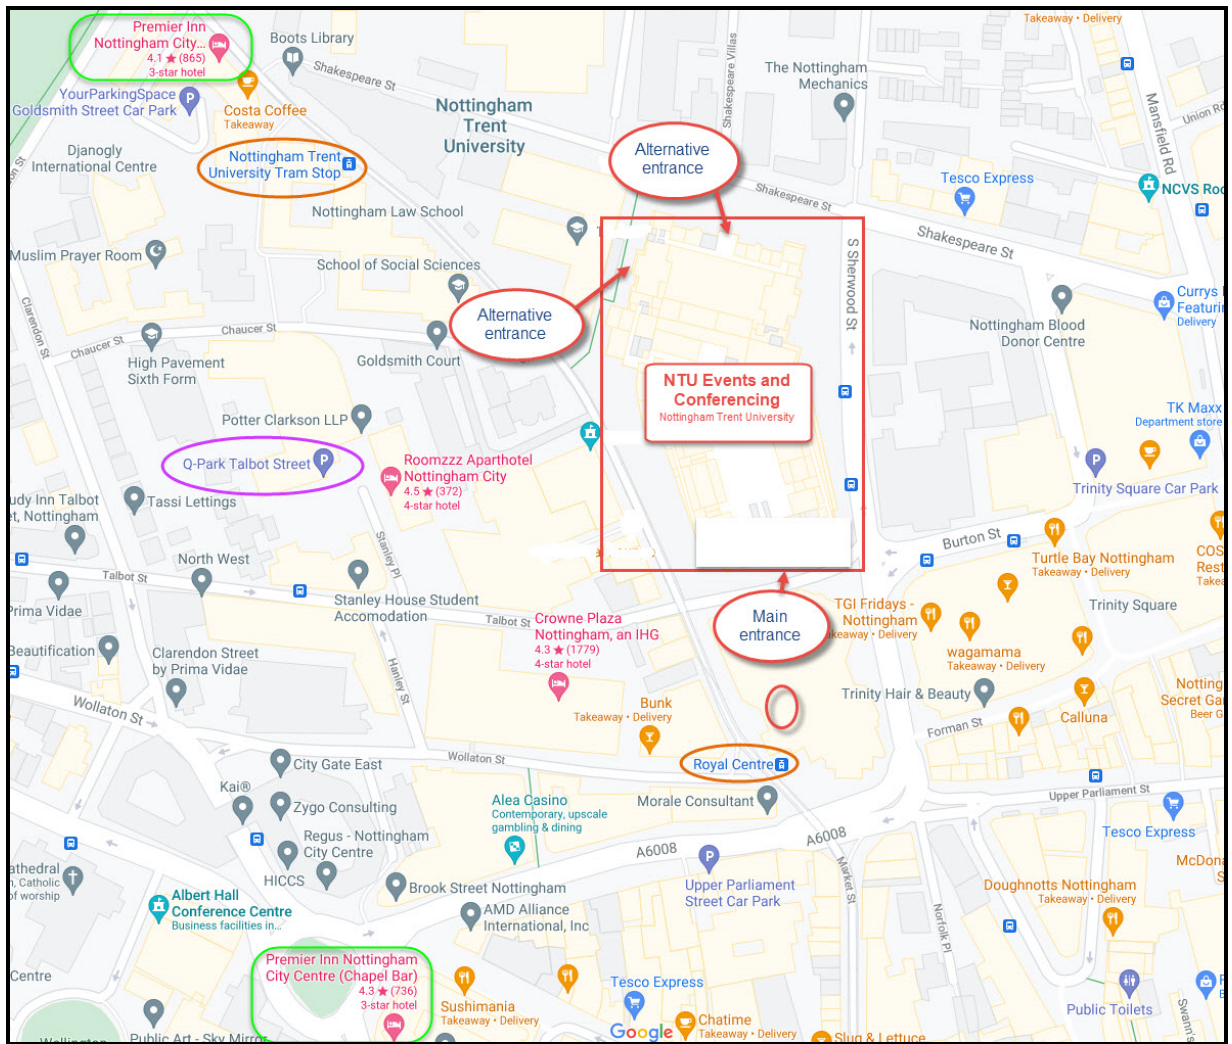 Premier Inn
Nottingham City...
4.1 ★ (865)
3-star hotel
Boots Library
Shakespeare St
YourParkingSpace
Goldsmith Street Car Park
Costa Coffee
Takeaway
Nottingham
Trent
University
Shakespeare Villas
Takeaway • Delivery
The Nottingham
Mechanics
Mansfield Rd
Union Rd
Djanogly
International Centre
Nottingham Trent
University Tram Stop
Alternative
entrance
Shakespeare St
Tesco Express
NCVS
Nottingham Law School
Muslim Prayer Room
School of Social Sciences
S Sherwood St
Shakespeare St
Clarendon St
Chaucer St
Chaucer St
Alternative
entrance
Goldsmith Court
High Pavement
Sixth Form
Nottingham Blood
Donor Centre
Currys
Delivery
NTU Events and
Conferencing
Nottingham Trent University
TK Maxx
Department store
Potter Clarkson LLP
Q-Park Talbot Street
Roomzzz Aparthotel
Nottingham City
4.5 ★ (372)
4-star hotel
Trinity Square Car Park
Inn Talbot
Nottingham
Tassi Lettings
Stanley Pl
Burton St
Turtle Bay Nottingham
Takeaway • Delivery
North West
Talbot St
Prima Vidae
Stanley House Student
Accomodation
Talbot St
Crowne Plaza
Nottingham, an IHG
4.3 ★ (1779)
4-star hotel
Main
entrance
TGI Fridays -
Nottingham
Delivery
Trinity Square
wagamama
Takeaway • Delivery
Beautification
Clarendon Street
by Prima Vidae
Hanley St
Wollaton St
Bunk
Takeaway • Delivery
Trinity Hair & Beauty
Calluna
Forman St
Wollaton St
Royal Centre
City Gate East
Kai®
Zygo Consulting
Alea Casino
Contemporary, upscale
gambling & dining
Morale Consultant
Upper Parliament St
Tesco Express
Regus - Nottingham
City Centre
HICCS
A6008
A6008
Market St
Upper Parliament
Street Car Park
Catholic
of worship
Albert Hall
Conference Centre
Business facilities in...
Brook Street Nottingham
AMD Alliance
International, Inc
Doughnotts Nottingham
Takeaway • Delivery
Norfolk Pl
Centre
Premier Inn Nottingham
City Centre (Chapel Bar)
4.3 ★ (736)
3-star hotel
Sushimania
Takeaway • Delivery
Tesco Express
Google
Chatime
Takeaway • Delivery
Public Toilets
Public Art - Sky Mirror
Slug & Lettuce